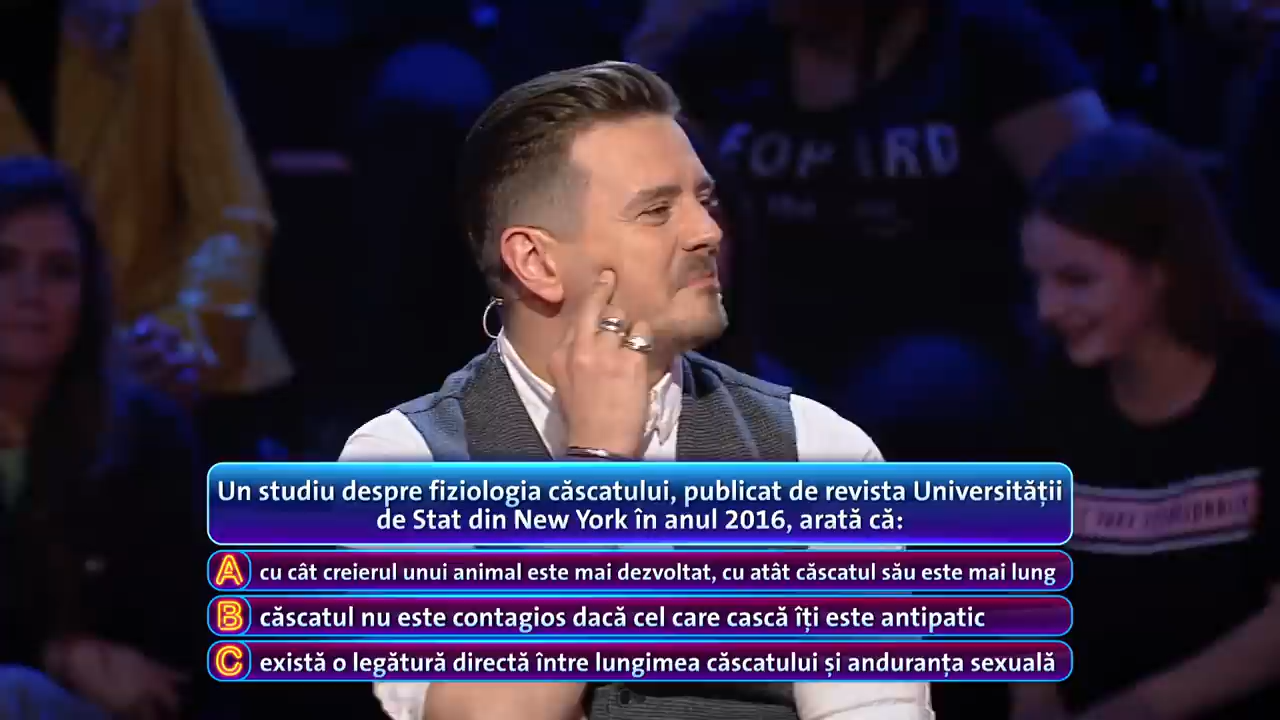 FOR
Un studiu despre fiziologia căscatului, publicat de revista Universității
de Stat din New York în anul 2016, arată că:
A cu cât creierul unui animal este mai dezvoltat, cu atât căscatul său este mai lung
B căscatul nu este contagios dacă cel care cască îți este antipatic
C există o legătură directă între lungimea căscatului și anduranța sexuală